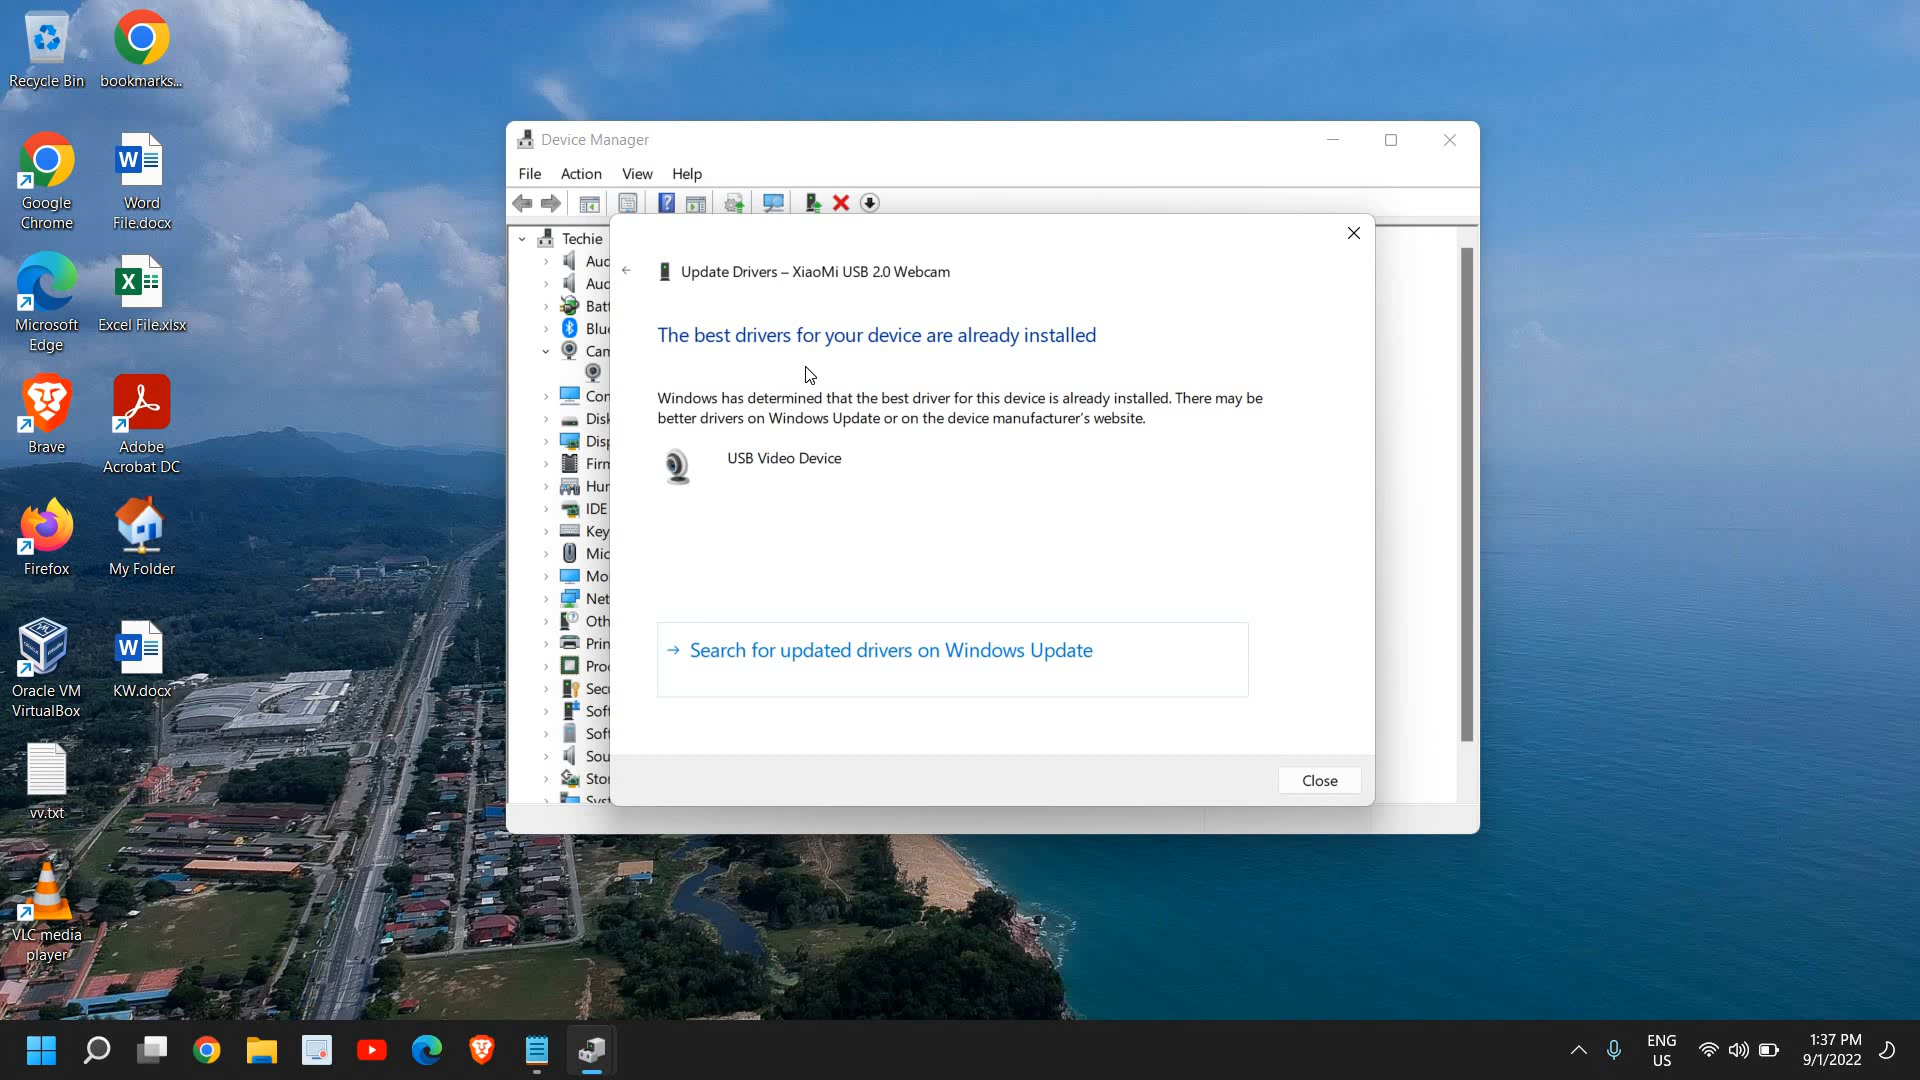 Recycle Bin
bookmarks...
Google
Chrome
Word
File.docx
Microsoft
Edge
Excel File.xlsx
Brave
Adobe
Acrobat DC
Firefox
My Folder
Oracle VM
VirtualBox
KW.docx
vv.txt
VLC media
player
Device Manager
File Action View Help
Techie
Aud
Aud
Batt
Blue
Cam
Con
Disk
Disp
Firm
Hur
IDE
Key
Mic
Mo
Net
Oth
Prin
Proc
Secu
Soft
Soft
Sou
Stor
Syst
Update Drivers – XiaoMi USB 2.0 Webcam
The best drivers for your device are already installed
Windows has determined that the best driver for this device is already installed. There may be
better drivers on Windows Update or on the device manufacturer's website.
USB Video Device
Search for updated drivers on Windows Update
Close
ENG
US
1:37 PM
9/1/2022